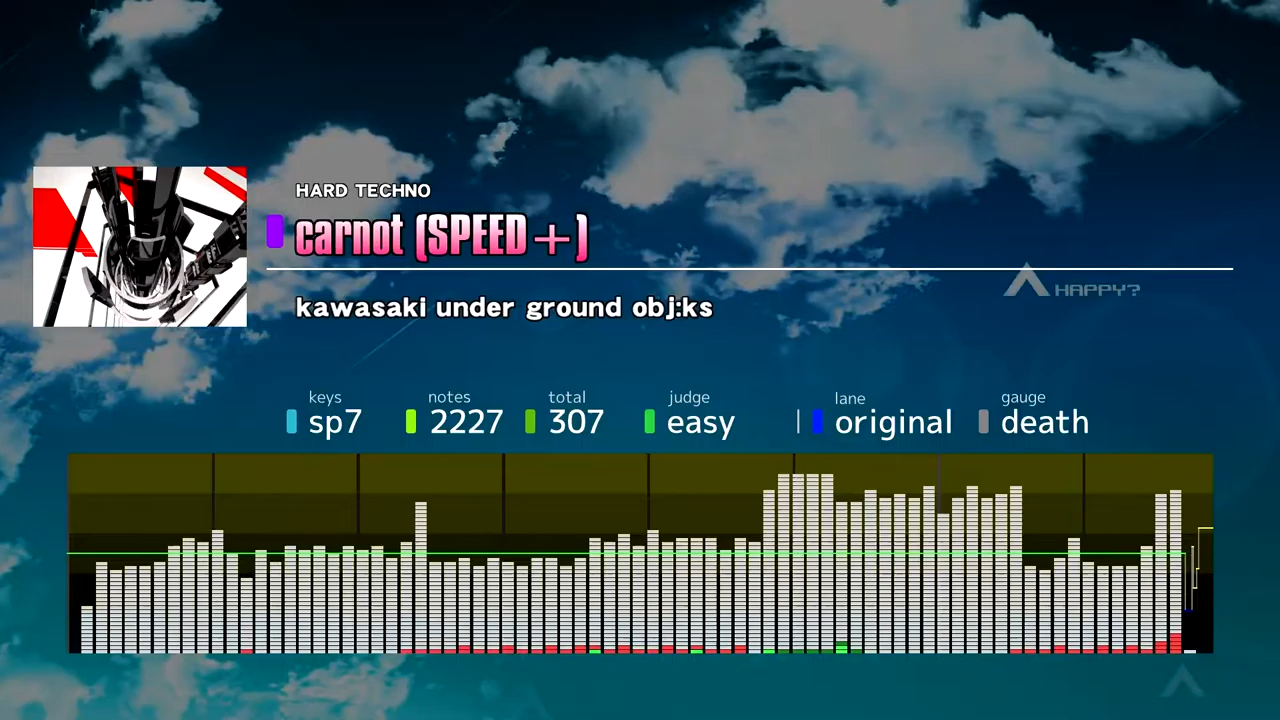 HARD TECHNO
carnot [SPEED+]
kawasaki under ground obj:ks
HAPPY?
keys notes total judge lane gauge
sp7 2227 307 easy original death